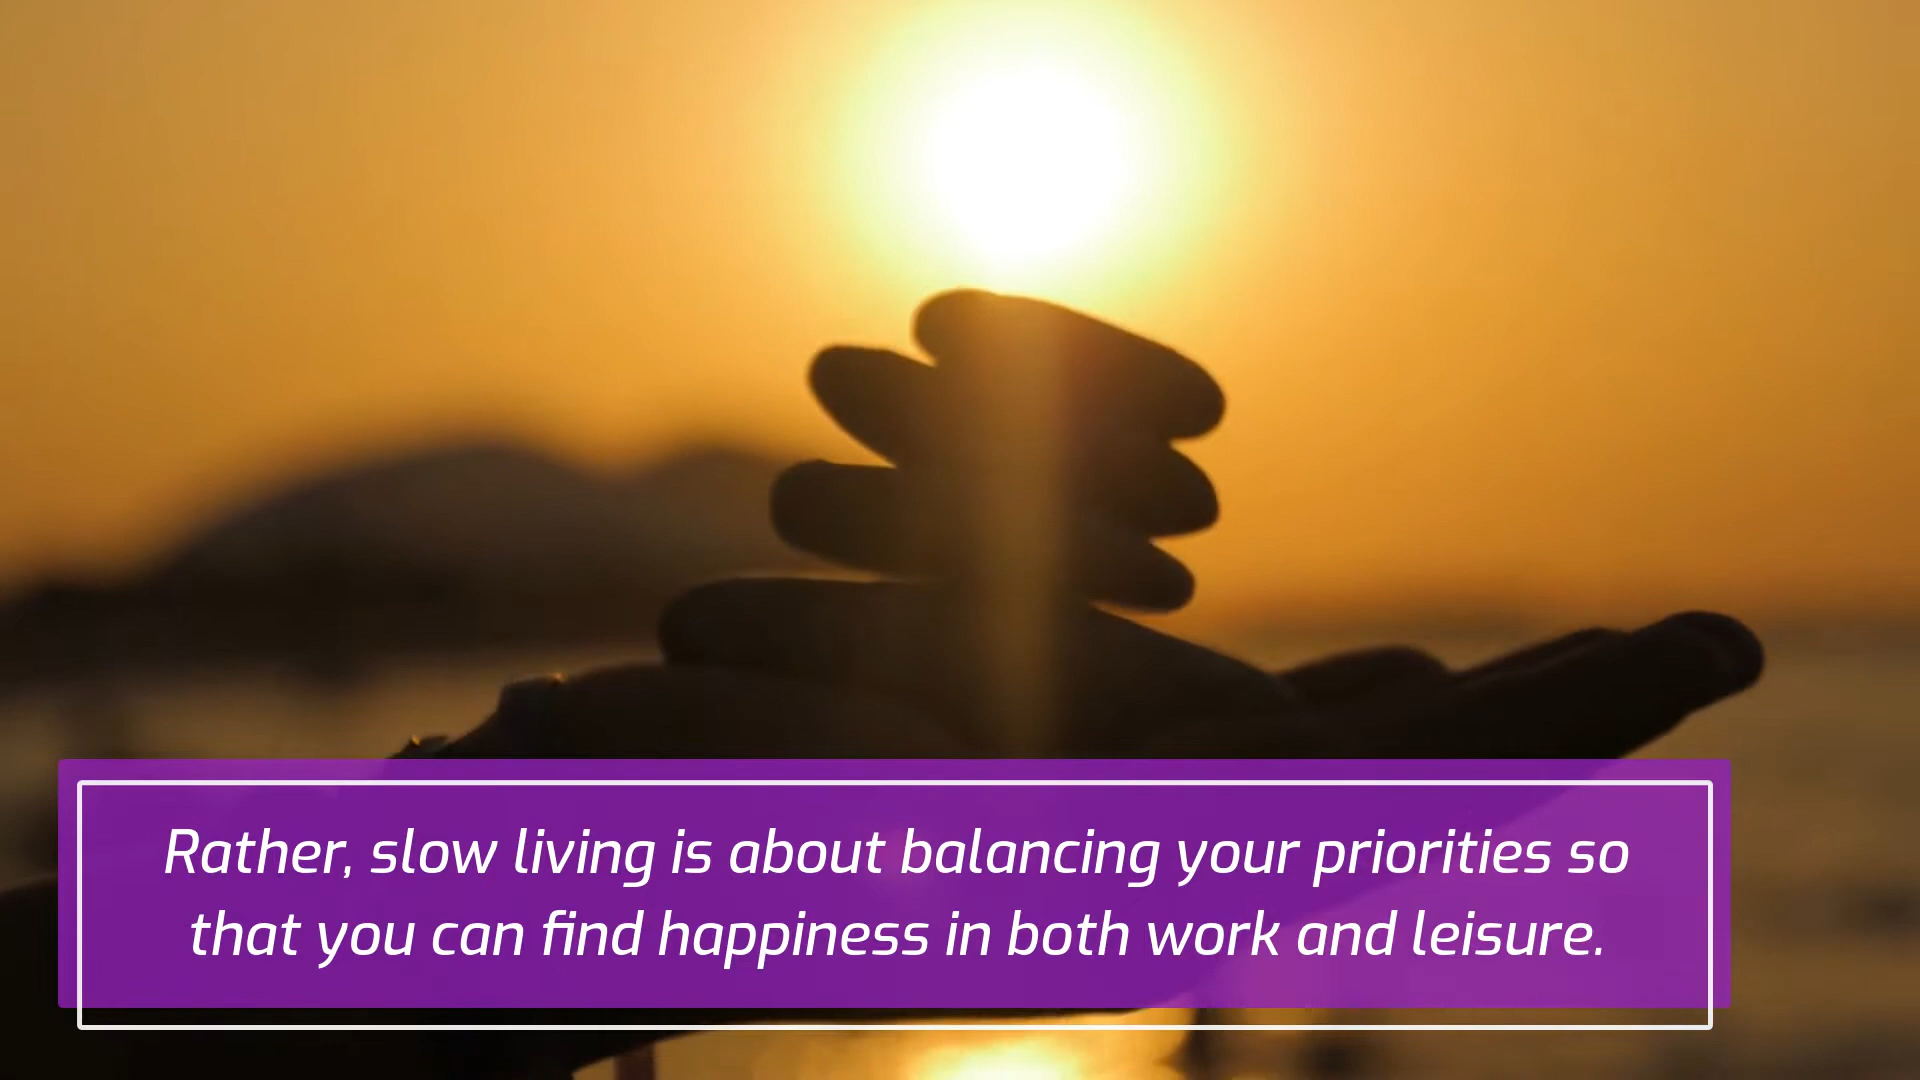 Rather, slow living is about balancing your priorities so
that you can find happiness in both work and leisure.